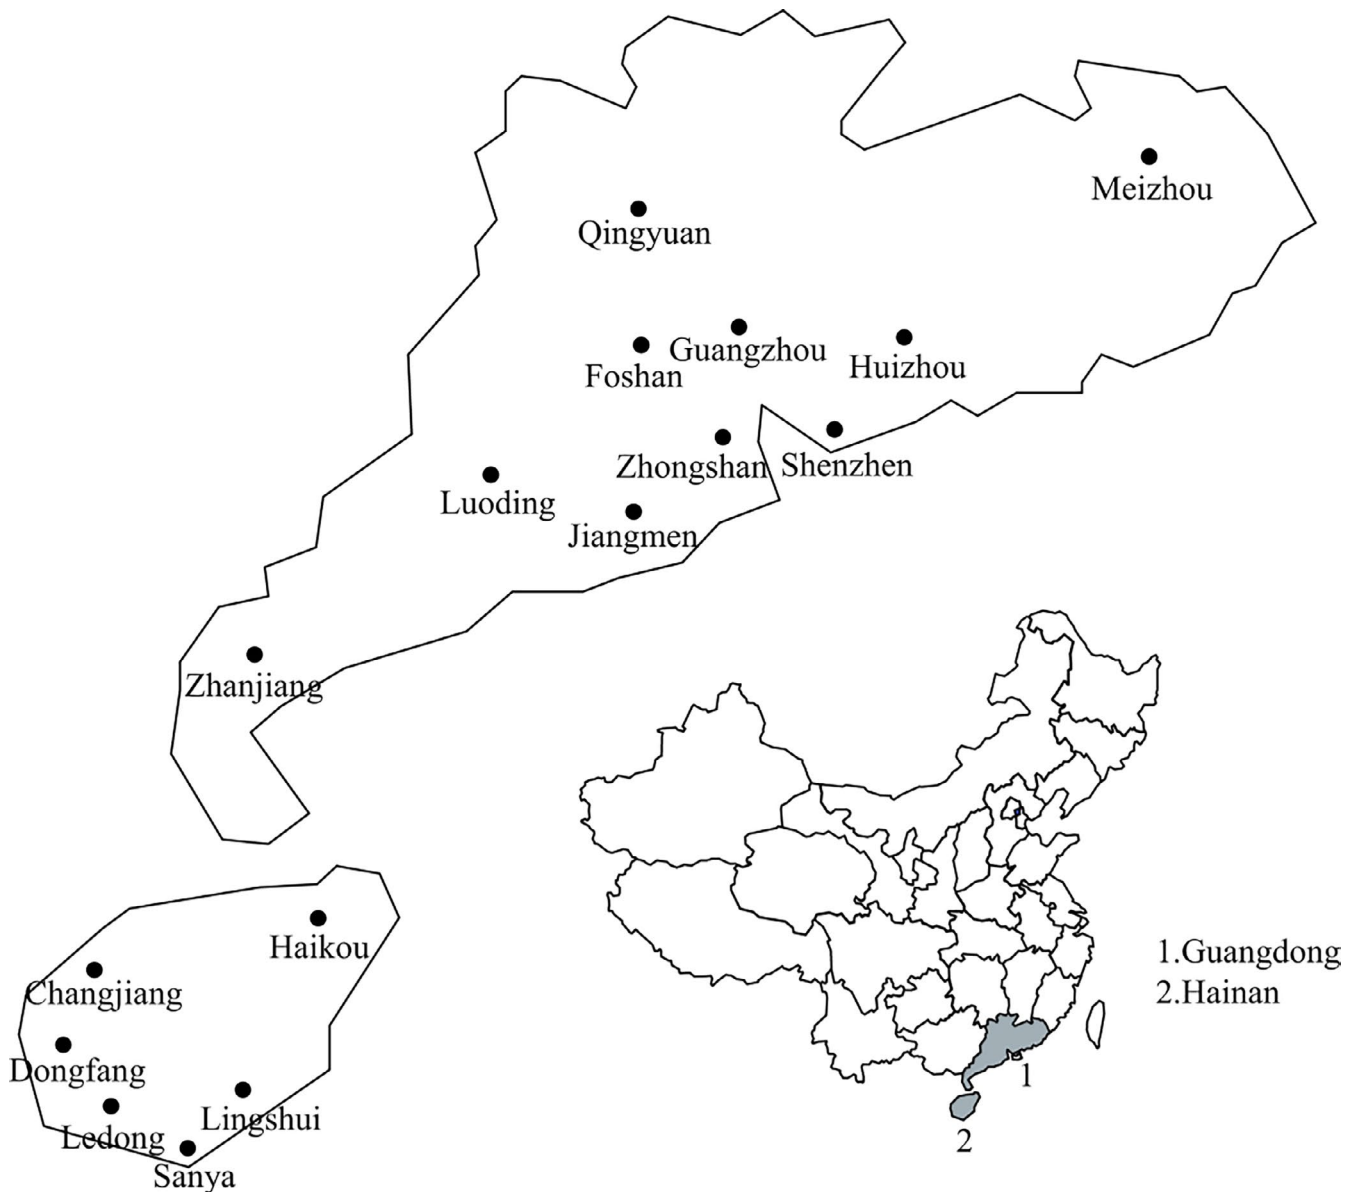 Meizhou
Qingyuan
Guangzhou
Huizhou
Foshan
Zhongshan
Shenzhen
Luoding
Jiangmen
Zhanjiang
Haikou
Changjiang
Dongfang
Lingshui
Ledong
Sanya
1.Guangdong
2.Hainan
1
2